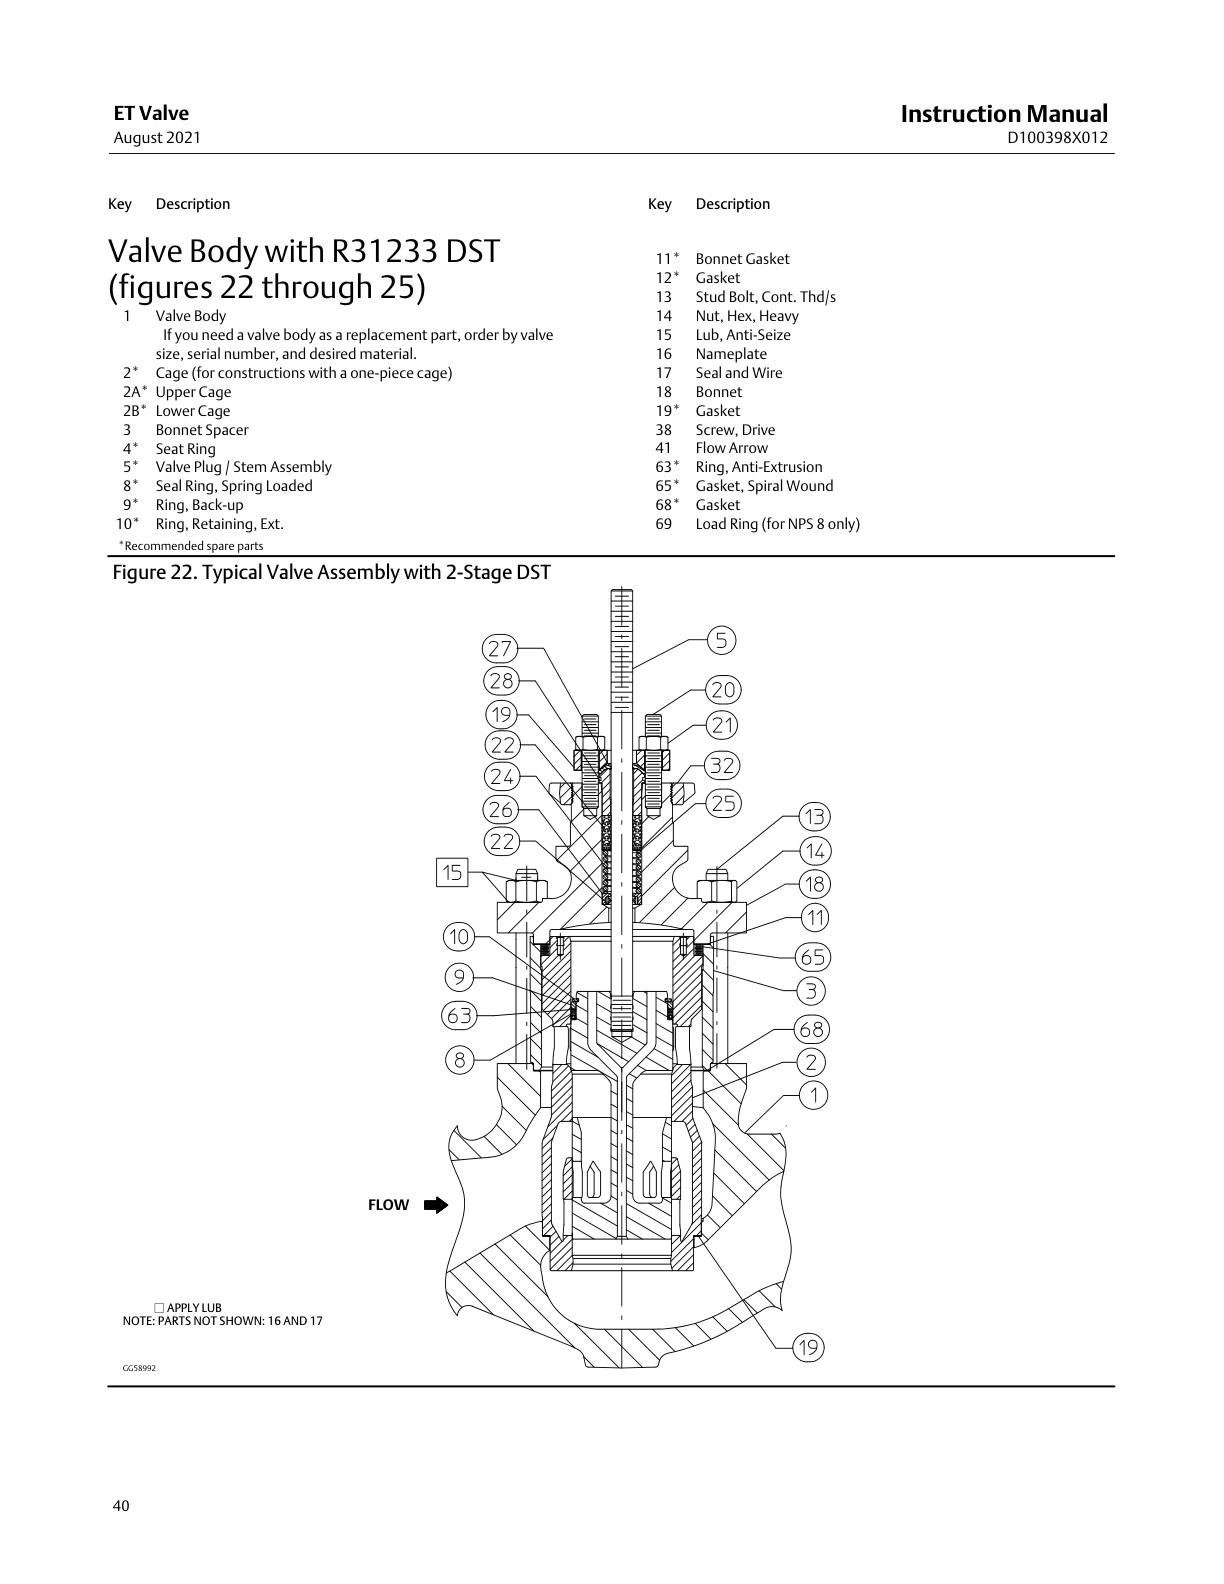 ET Valve
August 2021
Instruction Manual
D100398X012
Key Description
Valve Body with R31233 DST
(figures 22 through 25)
1 Valve Body
If you need a valve body as a replacement part, order by valve
size, serial number, and desired material.
2* Cage (for constructions with a one-piece cage)
2A* Upper Cage
2B* Lower Cage
3 Bonnet Spacer
4* Seat Ring
5* Valve Plug / Stem Assembly
8* Seal Ring, Spring Loaded
9* Ring, Back-up
10* Ring, Retaining, Ext.
*Recommended spare parts
Key Description
11* Bonnet Gasket
12* Gasket
13 Stud Bolt, Cont. Thd/s
14 Nut, Hex, Heavy
15 Lub, Anti-Seize
16 Nameplate
17 Seal and Wire
18 Bonnet
19* Gasket
38 Screw, Drive
41 Flow Arrow
63* Ring, Anti-Extrusion
65* Gasket, Spiral Wound
68* Gasket
69 Load Ring (for NPS 8 only)
Figure 22. Typical Valve Assembly with 2-Stage DST
27
28
19
22
24
26
22
15
10
9
63
8
5
20
21
32
25
13
14
18
11
65
3
68
2
1
19
FLOW
□ APPLY LUB
NOTE: PARTS NOT SHOWN: 16 AND 17
GG58992
40